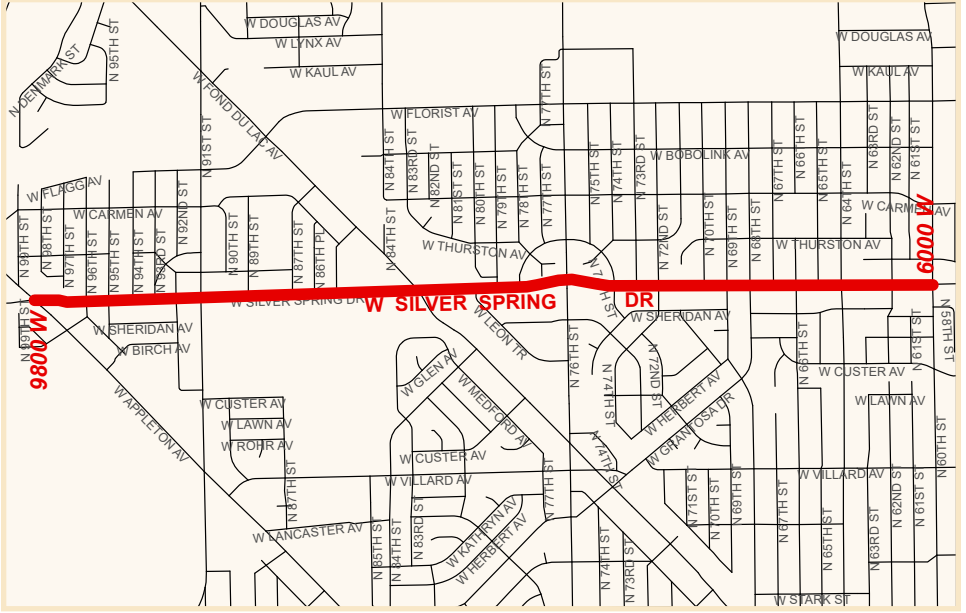 W DOUGLAS AV
W LYNX AV
W KAUL AV
N 95TH ST
N DENMARK ST
W FOND DU LAC AV
N 91ST ST
N 77TH ST
W DOUGLAS AV
W KAUL AV
W FLORIST AV
N 84TH ST
N 83RD ST
N 82ND ST
N 81ST ST
N 80TH ST
N 79TH ST
N 78TH ST
N 77TH ST
N 75TH ST
N 74TH ST
N 73RD ST
W BOBOLINK AV
N 67TH ST
N 66TH ST
N 65TH ST
N 64TH ST
N 63RD ST
N 62ND ST
N 61ST ST
W FLAGG AV
W CARMEN AV
W CARMEN AV
N 99TH ST
N 98TH ST
N 97TH ST
N 96TH ST
N 95TH ST
N 94TH ST
N 93RD ST
N 92ND ST
N 90TH ST
N 89TH ST
N 87TH ST
N 86TH PL
N 84TH ST
W THURSTON AV
N 72ND ST
N 70TH ST
N 69TH ST
N 68TH ST
W THURSTON AV
6000 W
W SILVER SPRING DR
W SILVER SPRING DR
9800 W
N 99TH ST
W SHERIDAN AV
W BIRCH AV
W APPLETON AV
W LEON TR
N 76TH ST
W SHERIDAN AV
N 74TH ST
N 72ND ST
N 66TH ST
N 61ST ST
N 58TH ST
W CUSTER AV
W LAWN AV
W GLEN AV
W MEDFORD AV
W HERBERT AV
W GRANTOSA DR
W CUSTER AV
W LAWN AV
W ROHR AV
N 87TH ST
W CUSTER AV
W VILLARD AV
N 74TH ST
W VILLARD AV
N 60TH ST
W LANCASTER AV
N 85TH ST
N 84TH ST
N 83RD ST
W KATHRYN AV
W HERBERT AV
N 77TH ST
N 74TH ST
N 73RD ST
N 71ST ST
N 70TH ST
N 69TH ST
N 67TH ST
N 65TH ST
N 63RD ST
N 62ND ST
N 61ST ST
W STARK ST